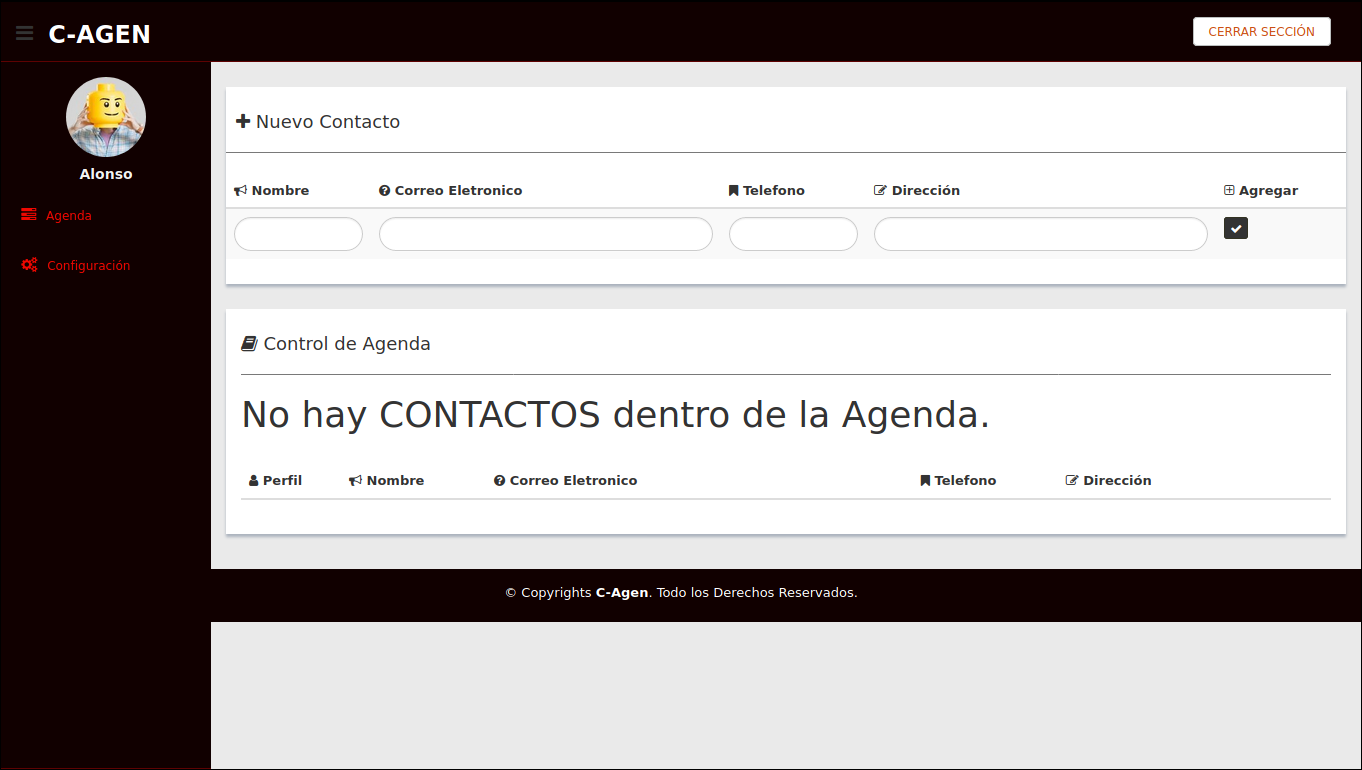 C-AGEN
CERRAR SECCIÓN
Alonso
Agenda
Configuración
Nuevo Contacto
Nombre Correo Eletronico Telefono Dirección Agregar
Control de Agenda
No hay CONTACTOS dentro de la Agenda.
Perfil Nombre Correo Eletronico Telefono Dirección
© Copyrights C-Agen. Todo los Derechos Reservados.